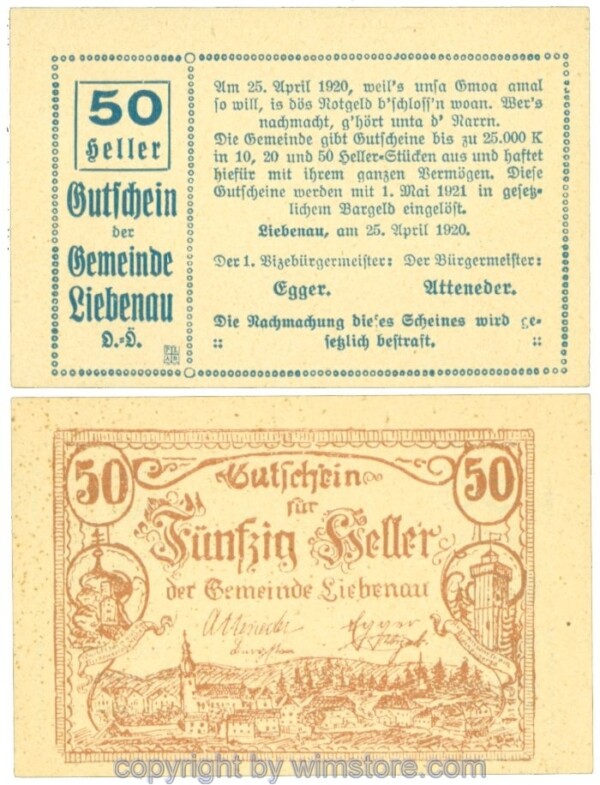 50
Heller
Gutschein
der
Gemeinde
Liebenau
O.=Ö.
Am 25. April 1920, weil's unsa Gmoa amal
so will, is dös Notgeld b'schloss'n woan. Wer's
nachmacht, g'hört unta d' Narrn.
Die Gemeinde gibt Gutscheine bis zu 25.000 K
in 10, 20 und 50 Heller=Stücken aus und haftet
hiefür mit ihrem ganzen Vermögen. Diese
Gutscheine werden mit 1. Mai 1921 in gesetz=
lichem Bargeld eingelöst.
Liebenau, am 25. April 1920.
Der 1. Vizebürgermeister: Der Bürgermeister:
Egger. Atteneder.
Die Nachmachung dieses Scheines wird ge=
:: setzlich bestraft. ::
50 Gutschein 50
für
Fünfzig Heller
der Gemeinde Liebenau
Atteneder Egger
copyright by wimstore.com